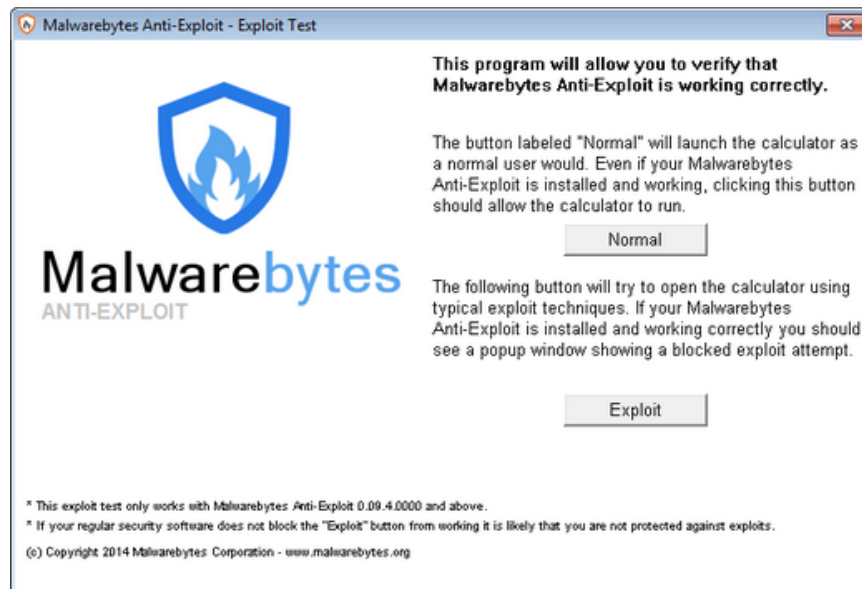 Malwarebytes Anti-Exploit - Exploit Test
This program will allow you to verify that
Malwarebytes Anti-Exploit is working correctly.
The button labeled "Normal" will launch the calculator as
a normal user would. Even if your Malwarebytes
Anti-Exploit is installed and working, clicking this button
should allow the calculator to run.
Normal
Malwarebytes
ANTI-EXPLOIT
The following button will try to open the calculator using
typical exploit techniques. If your Malwarebytes
Anti-Exploit is installed and working correctly you should
see a popup window showing a blocked exploit attempt.
Exploit
* This exploit test only works with Malwarebytes Anti-Exploit 0.09.4.0000 and above.
* If your regular security software does not block the "Exploit" button from working it is likely that you are not protected against exploits.
(c) Copyright 2014 Malwarebytes Corporation - www.malwarebytes.org